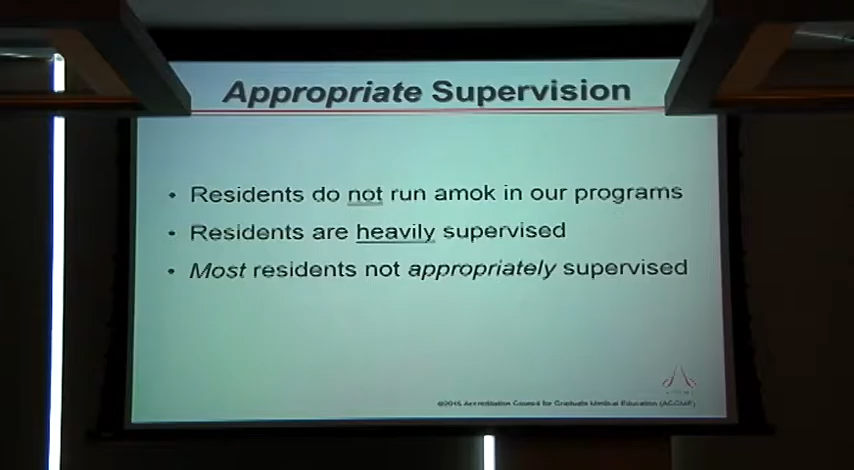 Appropriate Supervision
• Residents do not run amok in our programs
• Residents are heavily supervised
• Most residents not appropriately supervised
Accreditation Council for Graduate Medical Education (ACGME)